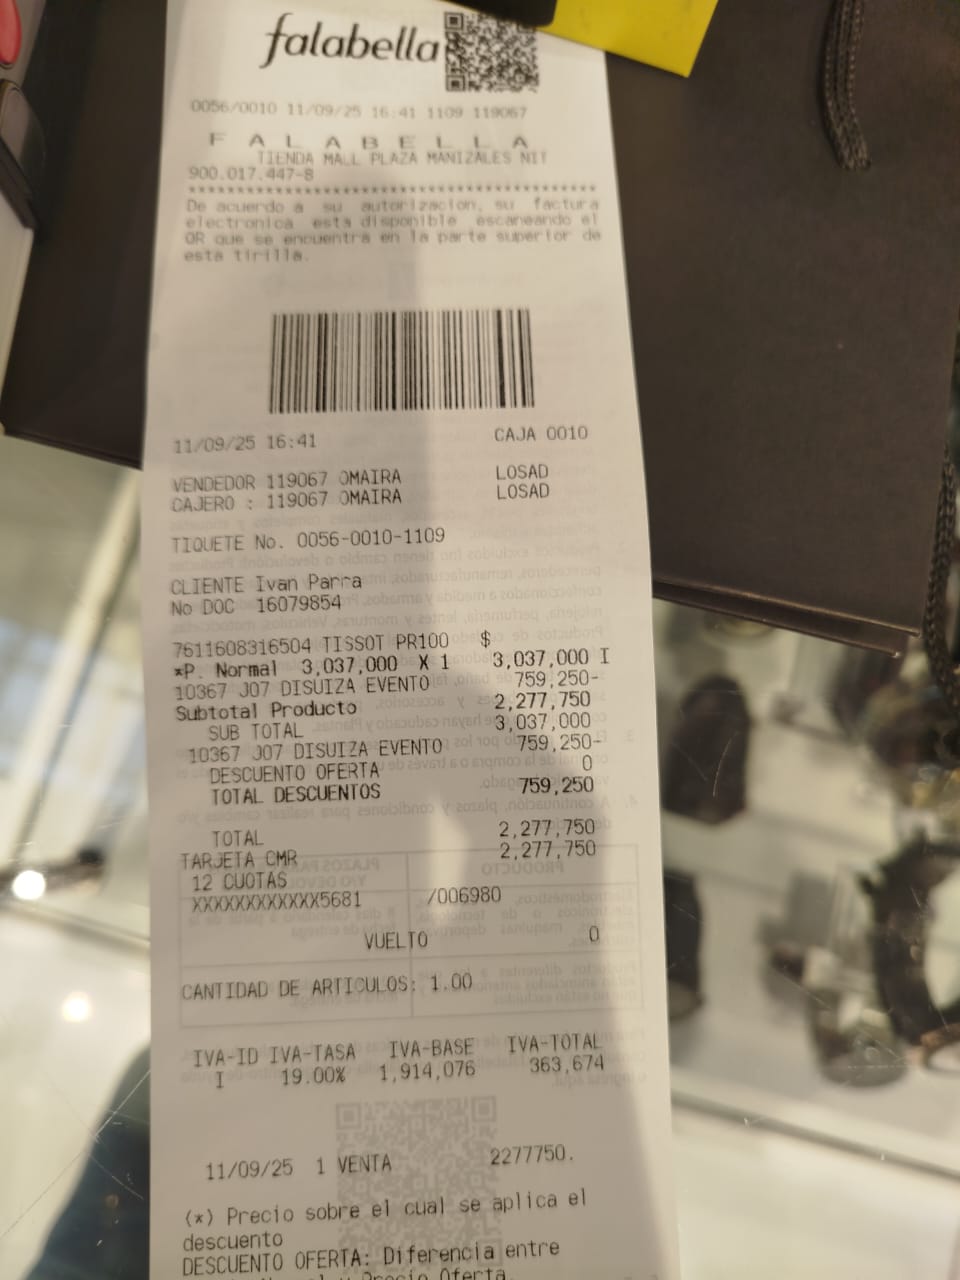 falabella
0056/0010 11/09/25 16:41 1109 119067
F A L A B E L L A
TIENDA MALL PLAZA MANIZALES NIT
900.017.447-8
****************************************
De acuerdo a su autorizacion, su factura
electronica esta disponible escaneando el
QR que se encuentra en la parte superior de
esta tirilla.
11/09/25 16:41 CAJA 0010
VENDEDOR 119067 OMAIRA LOSAD
CAJERO : 119067 OMAIRA LOSAD
TIQUETE No. 0056-0010-1109
CLIENTE Ivan Parra
No DOC 16079854
7611608316504 TISSOT PR100 $
*P. Normal 3,037,000 X 1 3,037,000 I
10367 J07 DISUIZA EVENTO 759,250-
Subtotal Producto 2,277,750
SUB TOTAL 3,037,000
10367 J07 DISUIZA EVENTO 759,250-
DESCUENTO OFERTA 0
TOTAL DESCUENTOS 759,250
TOTAL 2,277,750
TARJETA CMR 2,277,750
12 CUOTAS
XXXXXXXXXXXX5681 /006980
VUELTO 0
CANTIDAD DE ARTICULOS: 1.00
IVA-ID IVA-TASA IVA-BASE IVA-TOTAL
I 19.00% 1,914,076 363,674
11/09/25 1 VENTA 2277750.
(*) Precio sobre el cual se aplica el
descuento
DESCUENTO OFERTA: Diferencia entre
Precio Oferta